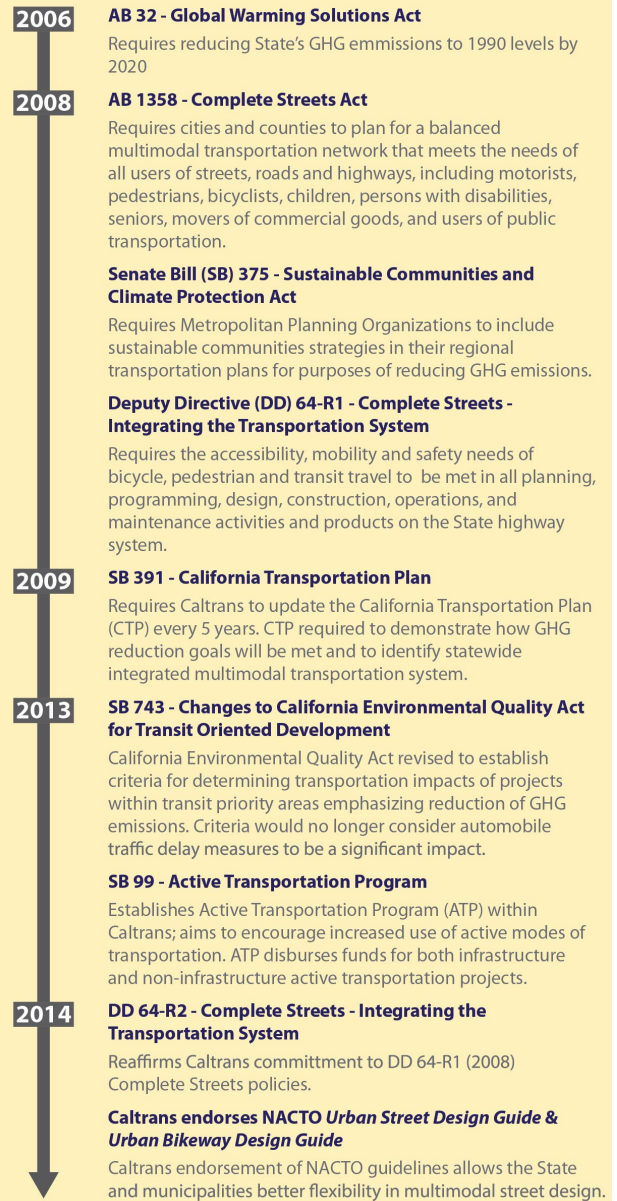 2006
AB 32 - Global Warming Solutions Act
Requires reducing State's GHG emmissions to 1990 levels by
2020
2008
AB 1358 - Complete Streets Act
Requires cities and counties to plan for a balanced
multimodal transportation network that meets the needs of
all users of streets, roads and highways, including motorists,
pedestrians, bicyclists, children, persons with disabilities,
seniors, movers of commercial goods, and users of public
transportation.
Senate Bill (SB) 375 - Sustainable Communities and
Climate Protection Act
Requires Metropolitan Planning Organizations to include
sustainable communities strategies in their regional
transportation plans for purposes of reducing GHG emissions.
Deputy Directive (DD) 64-R1 - Complete Streets -
Integrating the Transportation System
Requires the accessibility, mobility and safety needs of
bicycle, pedestrian and transit travel to be met in all planning,
programming, design, construction, operations, and
maintenance activities and products on the State highway
system.
2009
SB 391 - California Transportation Plan
Requires Caltrans to update the California Transportation Plan
(CTP) every 5 years. CTP required to demonstrate how GHG
reduction goals will be met and to identify statewide
integrated multimodal transportation system.
2013
SB 743 - Changes to California Environmental Quality Act
for Transit Oriented Development
California Environmental Quality Act revised to establish
criteria for determining transportation impacts of projects
within transit priority areas emphasizing reduction of GHG
emissions. Criteria would no longer consider automobile
traffic delay measures to be a significant impact.
SB 99 - Active Transportation Program
Establishes Active Transportation Program (ATP) within
Caltrans; aims to encourage increased use of active modes of
transportation. ATP disburses funds for both infrastructure
and non-infrastructure active transportation projects.
2014
DD 64-R2 - Complete Streets - Integrating the
Transportation System
Reaffirms Caltrans committment to DD 64-R1 (2008)
Complete Streets policies.
Caltrans endorses NACTO Urban Street Design Guide &
Urban Bikeway Design Guide
Caltrans endorsement of NACTO guidelines allows the State
and municipalities better flexibility in multimodal street design.